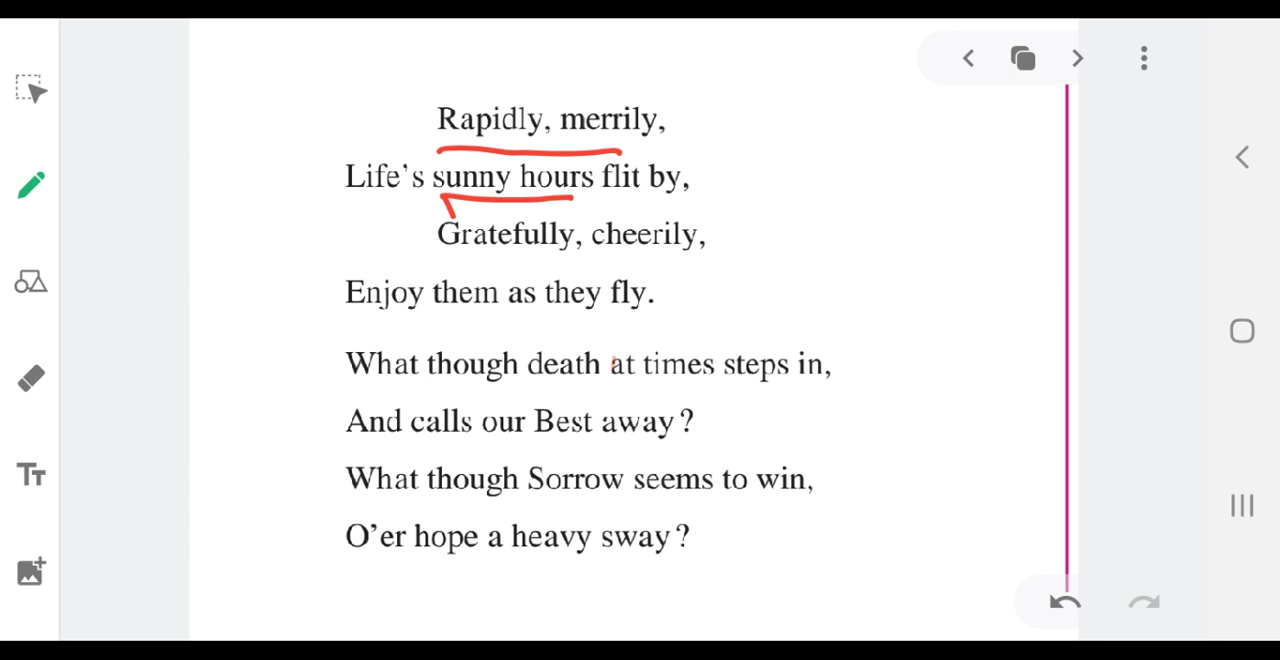 Rapidly, merrily,
Life's sunny hours flit by,
Gratefully, cheerily,
Enjoy them as they fly.
What though death at times steps in,
And calls our Best away?
What though Sorrow seems to win,
O'er hope a heavy sway?
TT